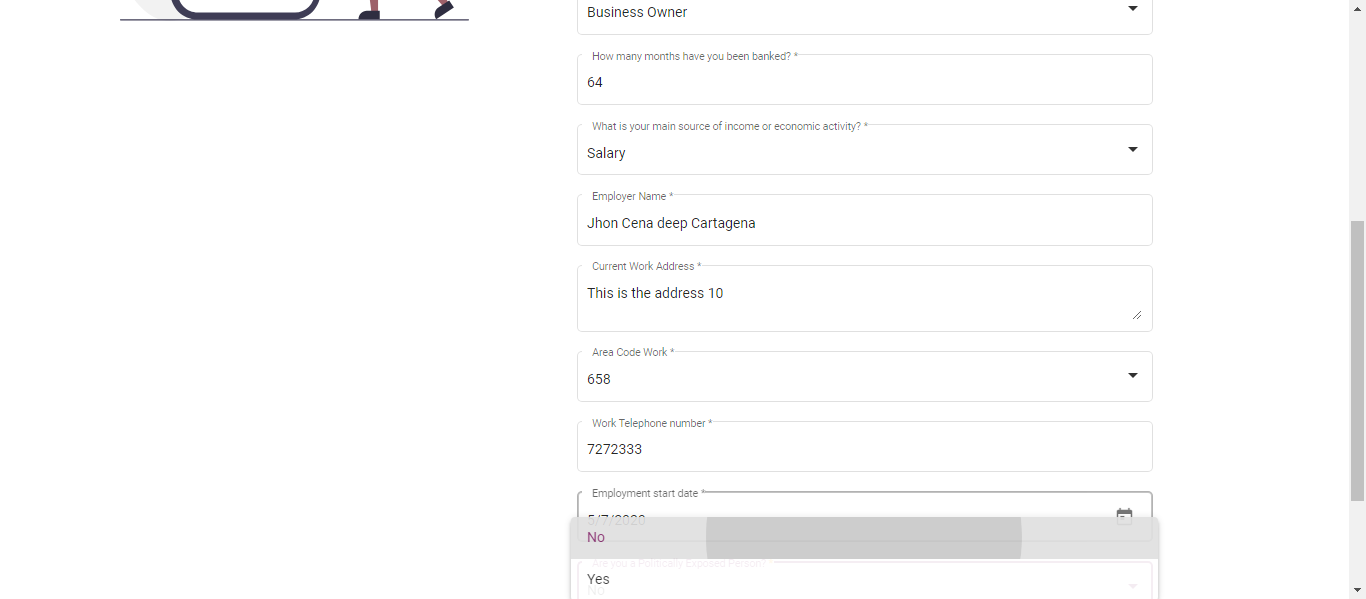 Business Owner
How many months have you been banked? *
64
What is your main source of income or economic activity? *
Salary
Employer Name *
Jhon Cena deep Cartagena
Current Work Address *
This is the address 10
Area Code Work *
658
Work Telephone number *
7272333
Employment start date *
5/7/2020
No
Are you a Politically Exposed Person? *
Yes
No